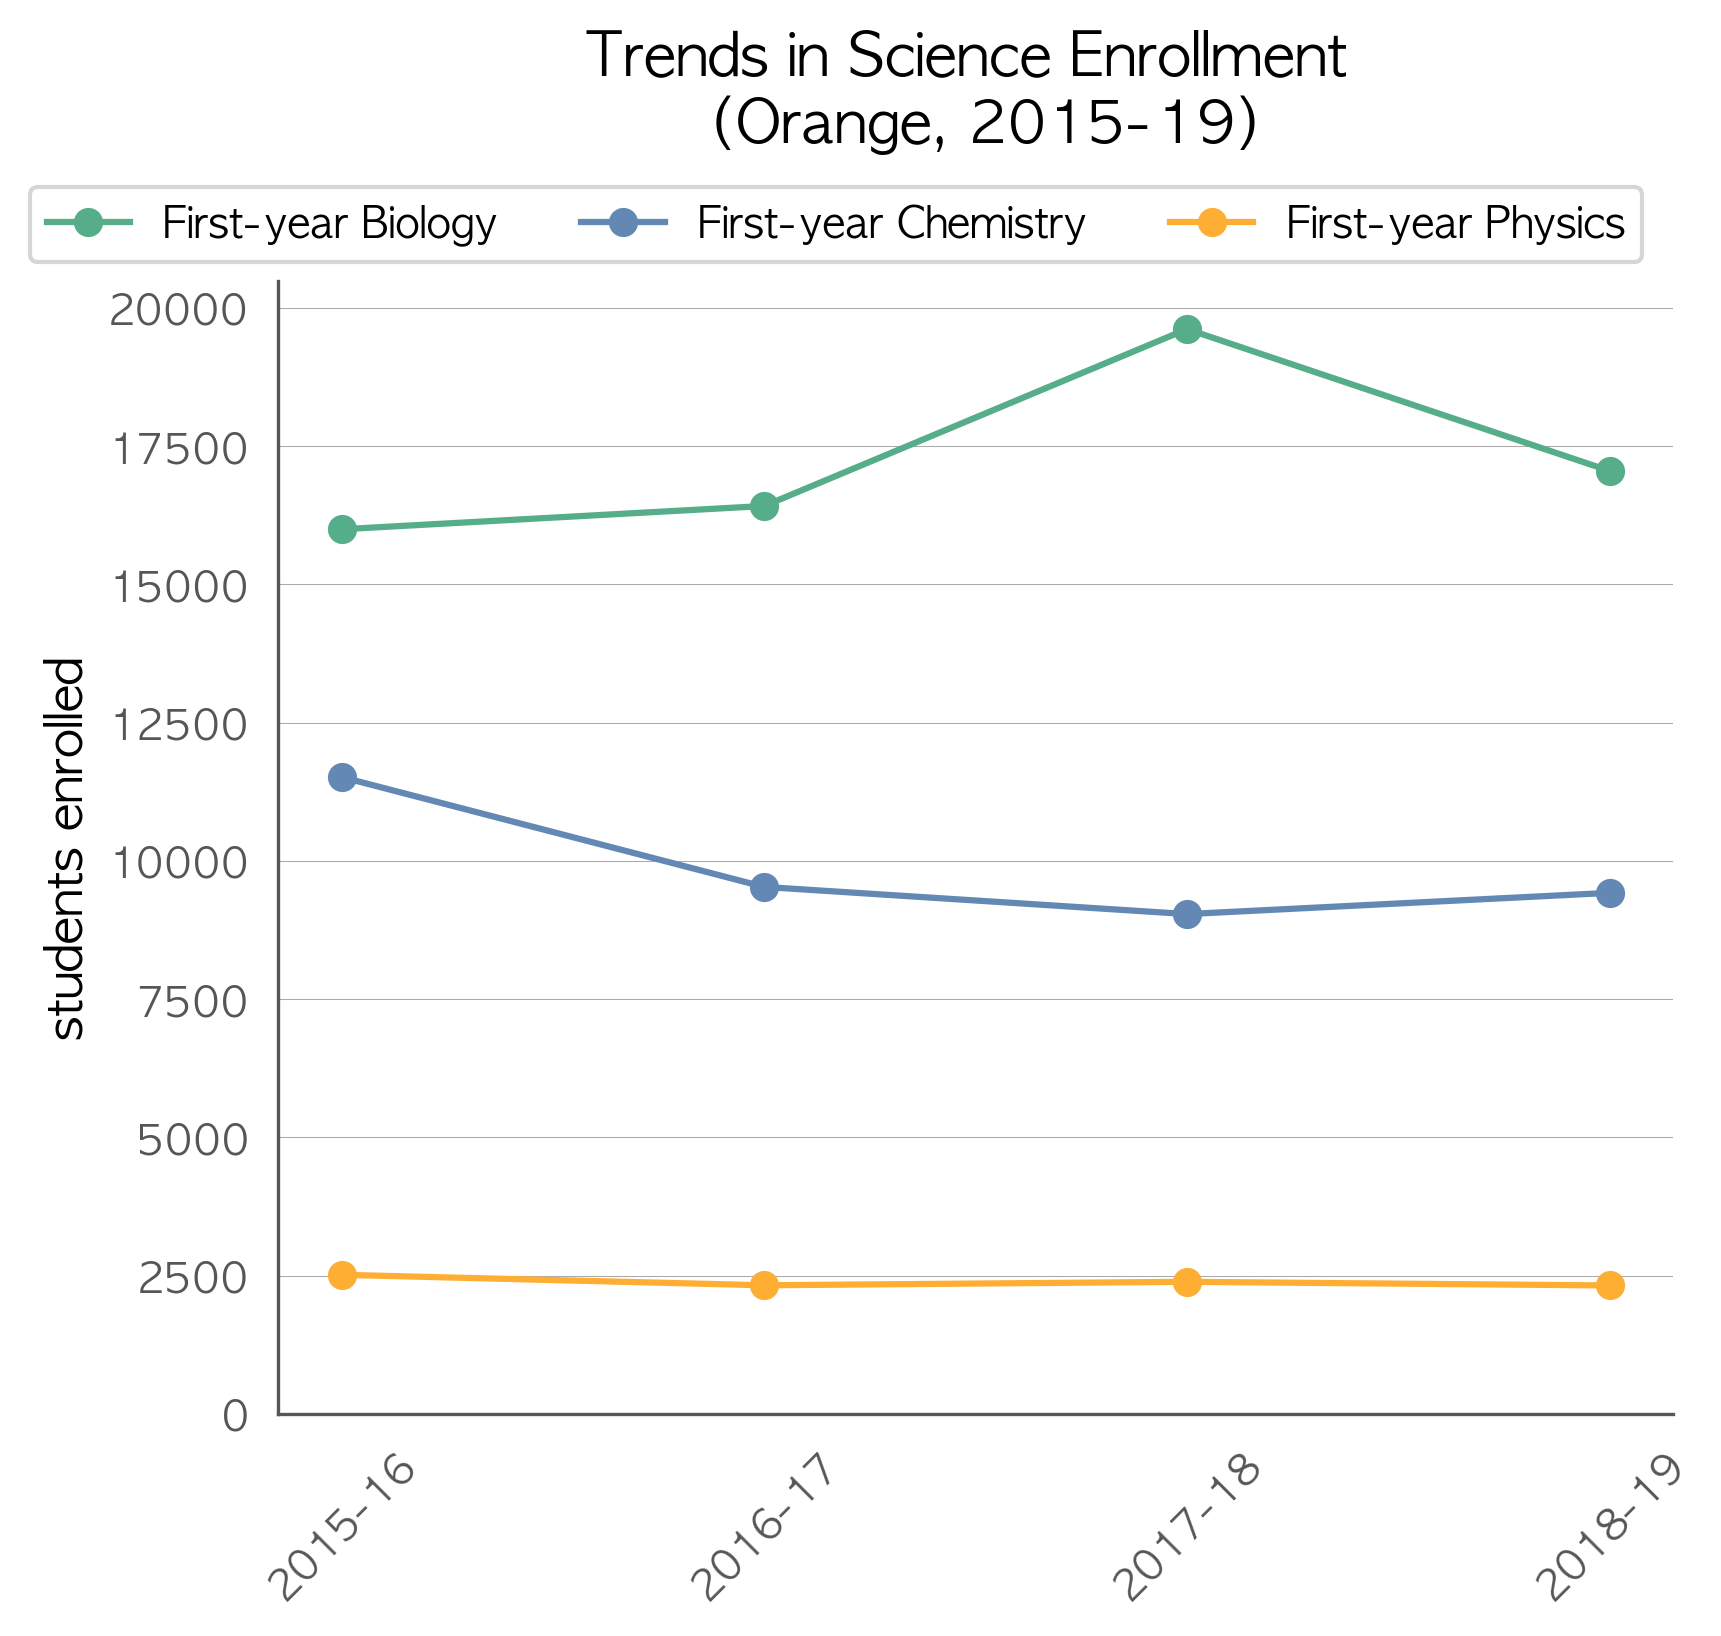 Trends in Science Enrollment
(Orange, 2015-19)
First-year Biology
First-year Chemistry
First-year Physics
20000
17500
15000
12500
10000
7500
5000
2500
0
students enrolled
2015-16
2016-17
2017-18
2018-19